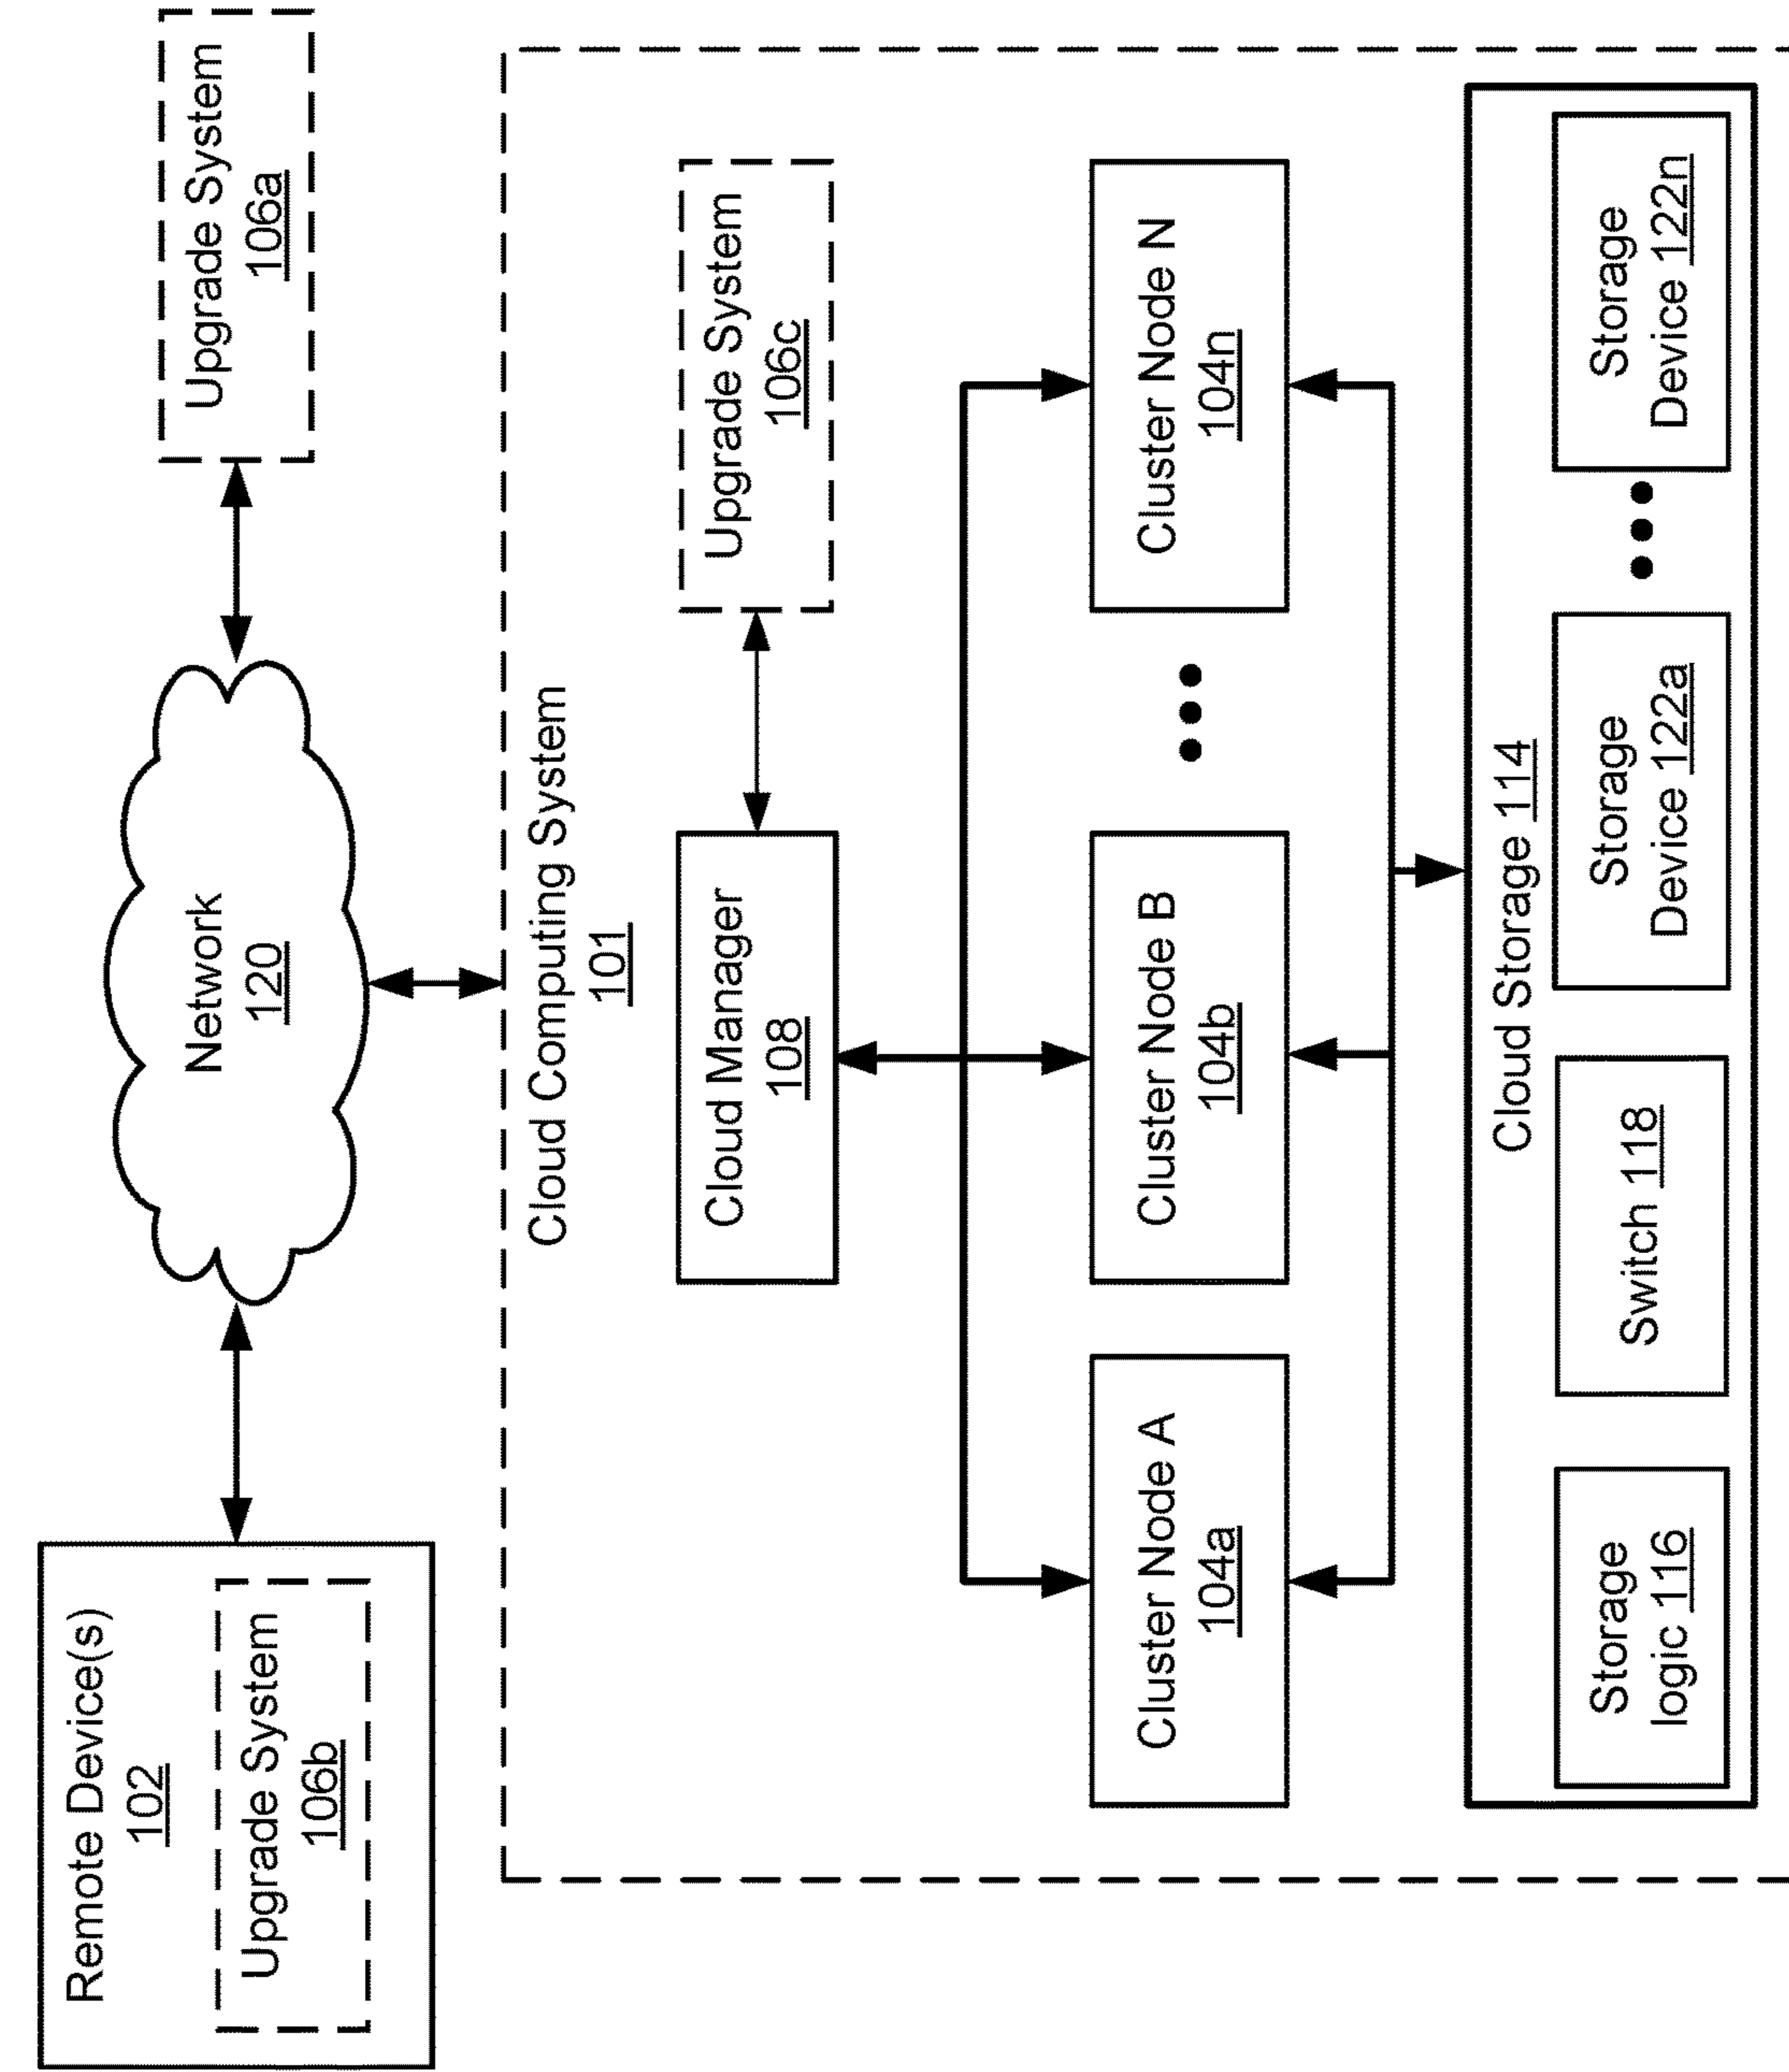 Remote Device(s)
102
Upgrade System
106b
Network
120
Upgrade System
106a
Cloud Computing System
101
Cloud Manager
108
Upgrade System
106c
Cluster Node A
104a
Cluster Node B
104b
Cluster Node N
104n
Cloud Storage 114
Storage
logic 116
Switch 118
Storage
Device 122a
Storage
Device 122n